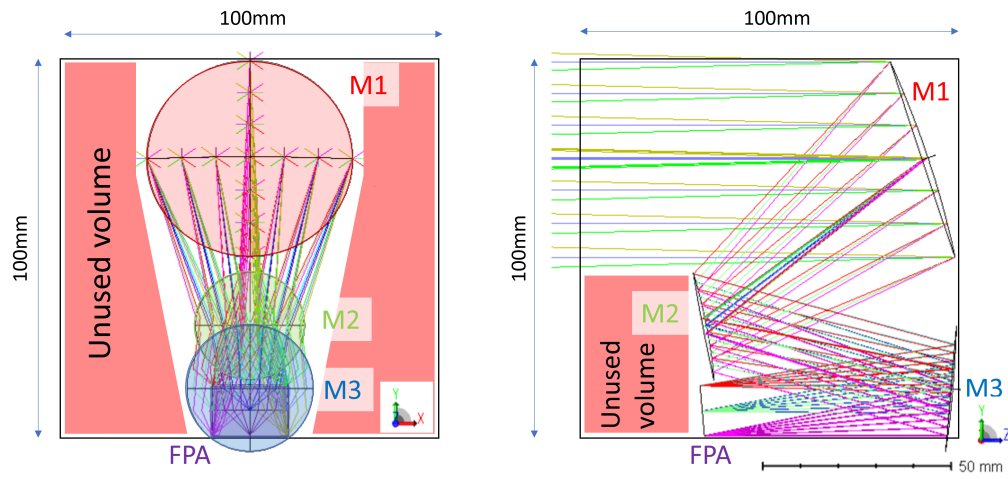 100mm
100mm
M1
Unused volume
100mm
M2
M3
Y
X
FPA
100mm
M1
M2
Unused
volume
M3
Y
Z
FPA
50 mm